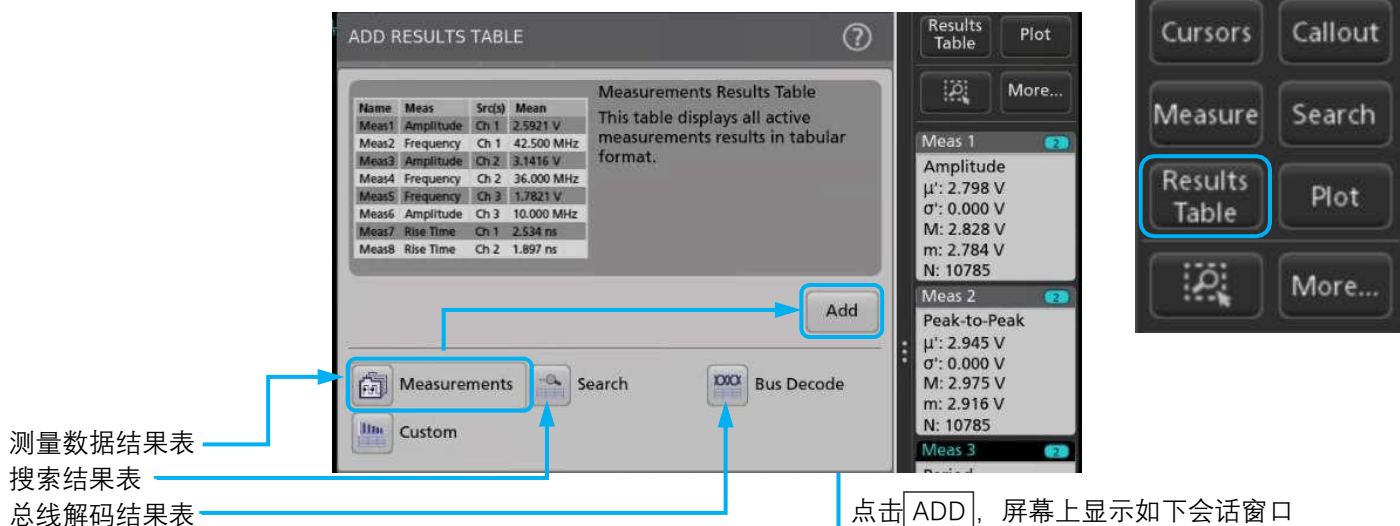 ADD RESULTS TABLE
?
Name Meas Src(s) Mean
Meas1 Amplitude Ch 1 2.5921 V
Meas2 Frequency Ch 1 42.500 MHz
Meas3 Amplitude Ch 2 3.1416 V
Meas4 Frequency Ch 2 36.000 MHz
Meas5 Frequency Ch 3 1.7821 V
Meas6 Amplitude Ch 3 10.000 MHz
Meas7 Rise Time Ch 1 2.534 ns
Meas8 Rise Time Ch 2 1.897 ns
Measurements Results Table
This table displays all active
measurements results in tabular
format.
Add
Measurements
Search
Bus Decode
Custom
Results
Table
Plot
More...
Meas 1 2
Amplitude
μ': 2.798 V
σ': 0.000 V
M: 2.828 V
m: 2.784 V
N: 10785
Meas 2 2
Peak-to-Peak
μ': 2.945 V
σ': 0.000 V
M: 2.975 V
m: 2.916 V
N: 10785
Meas 3 2
Cursors
Callout
Measure
Search
Results
Table
Plot
More...
测量数据结果表
搜索结果表
总线解码结果表
点击 ADD，屏幕上显示如下会话窗口